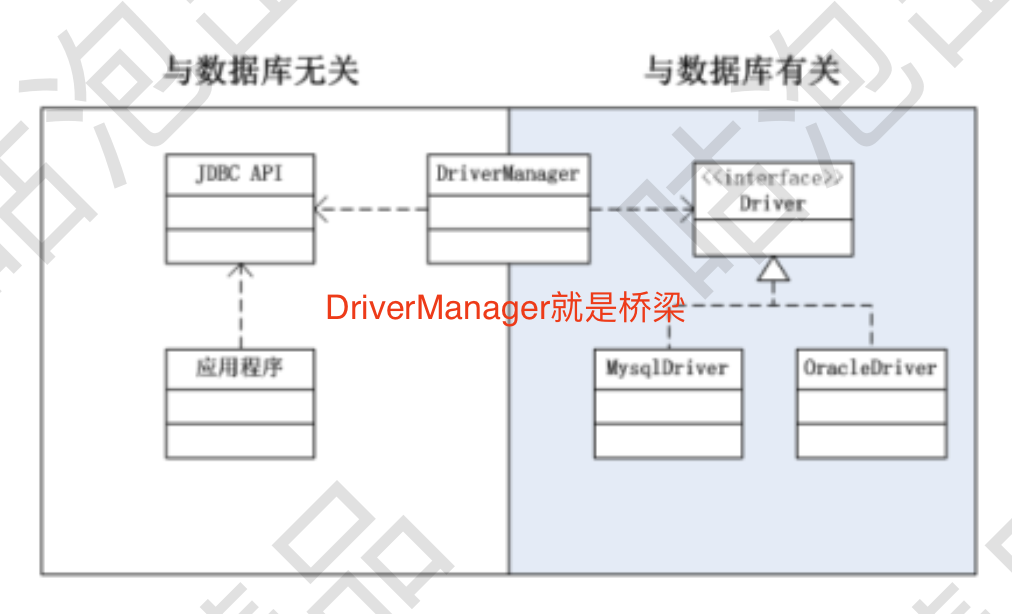 与数据库无关
与数据库有关
JDBC API
DriverManager
<<interface>>
Driver
DriverManager就是桥梁
应用程序
MysqlDriver
OracleDriver